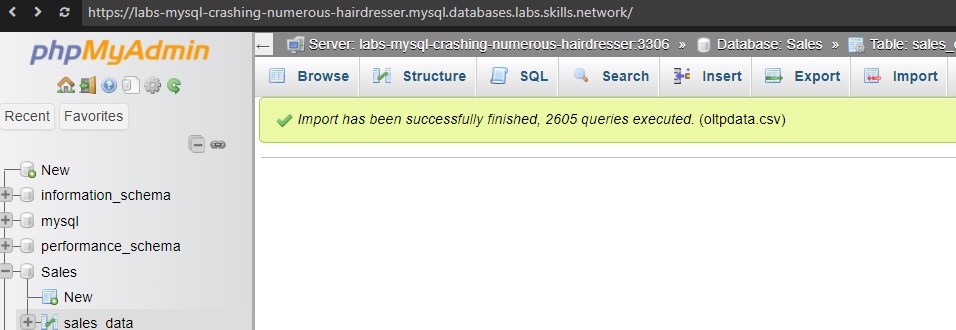 https://labs-mysql-crashing-numerous-hairdresser.mysql.databases.labs.skills.network/
phpMyAdmin
Recent Favorites
New
information_schema
mysql
performance_schema
Sales
New
sales_data
Server: labs-mysql-crashing-numerous-hairdresser:3306 » Database: Sales » Table: sales_
Browse Structure SQL Search Insert Export Import
Import has been successfully finished, 2605 queries executed. (oltpdata.csv)